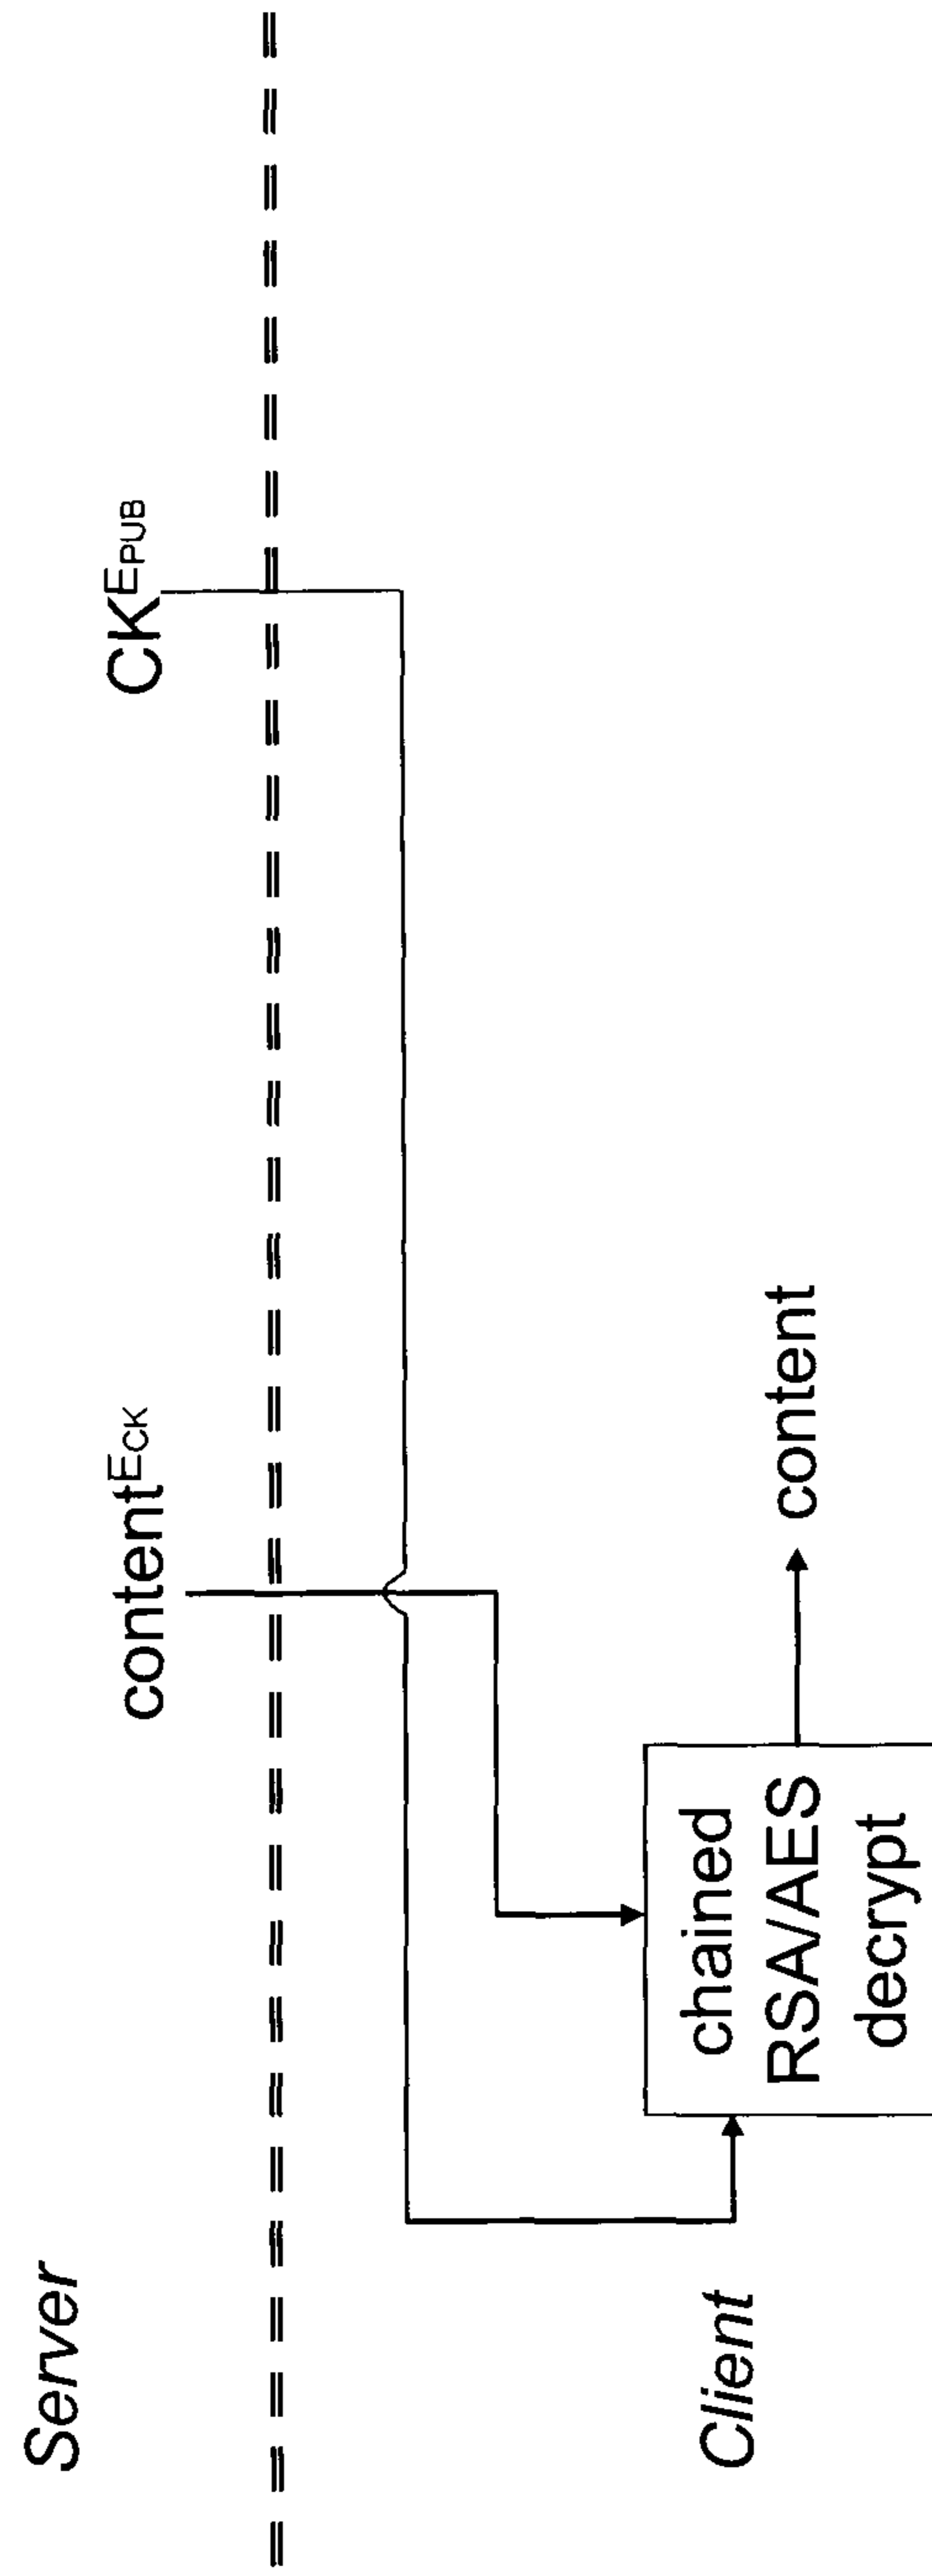 Server
content^E_CK
CK^E_PUB
Client
chained
RSA/AES
decrypt
content